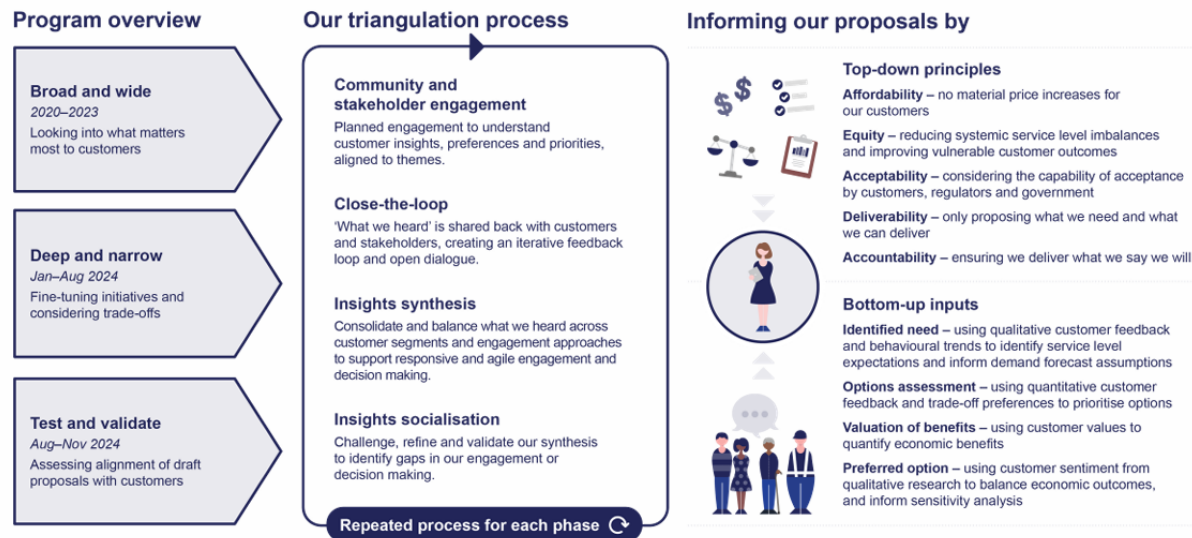 Program overview
Broad and wide
2020–2023
Looking into what matters
most to customers
Deep and narrow
Jan–Aug 2024
Fine-tuning initiatives and
considering trade-offs
Test and validate
Aug–Nov 2024
Assessing alignment of draft
proposals with customers
Our triangulation process
Community and
stakeholder engagement
Planned engagement to understand
customer insights, preferences and priorities,
aligned to themes.
Close-the-loop
‘What we heard’ is shared back with customers
and stakeholders, creating an iterative feedback
loop and open dialogue.
Insights synthesis
Consolidate and balance what we heard across
customer segments and engagement approaches
to support responsive and agile engagement and
decision making.
Insights socialisation
Challenge, refine and validate our synthesis
to identify gaps in our engagement or
decision making.
Repeated process for each phase
Informing our proposals by
Top-down principles
Affordability – no material price increases for
our customers
Equity – reducing systemic service level imbalances
and improving vulnerable customer outcomes
Acceptability – considering the capability of acceptance
by customers, regulators and government
Deliverability – only proposing what we need and what
we can deliver
Accountability – ensuring we deliver what we say we will
Bottom-up inputs
Identified need – using qualitative customer feedback
and behavioural trends to identify service level
expectations and inform demand forecast assumptions
Options assessment – using quantitative customer
feedback and trade-off preferences to prioritise options
Valuation of benefits – using customer values to
quantify economic benefits
Preferred option – using customer sentiment from
qualitative research to balance economic outcomes,
and inform sensitivity analysis